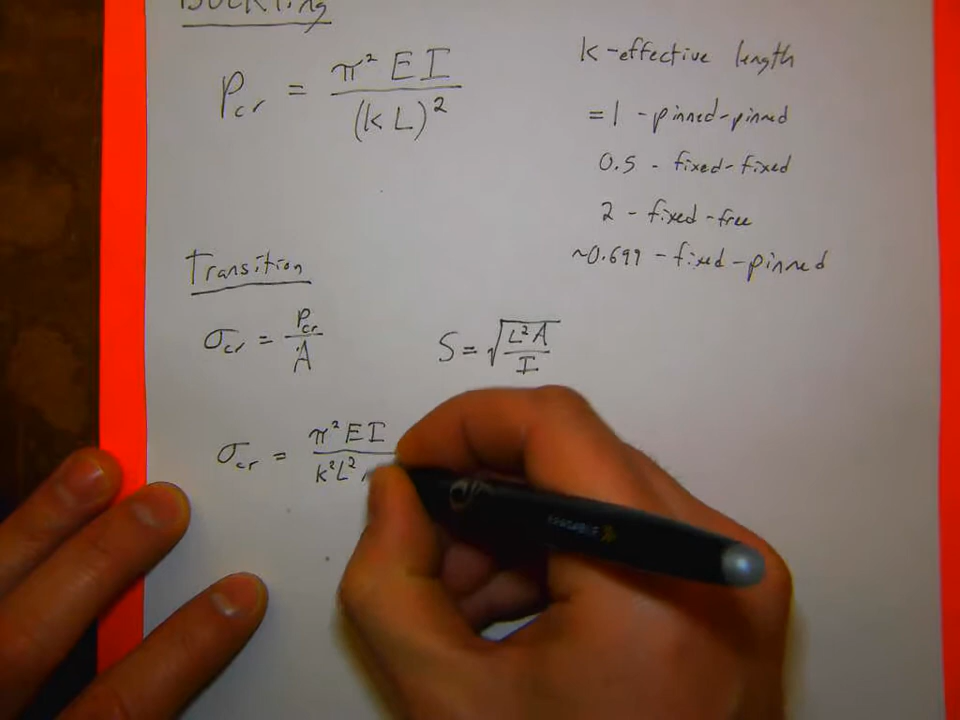 Buckling
P_cr = π² E I / (k L)²
k-effective length
= 1 - pinned-pinned
0.5 - fixed-fixed
2 - fixed-free
~0.699 - fixed-pinned
Transition
σ_cr = P_cr / A
S = √(L² A / I)
σ_cr = π² E I / k² L²